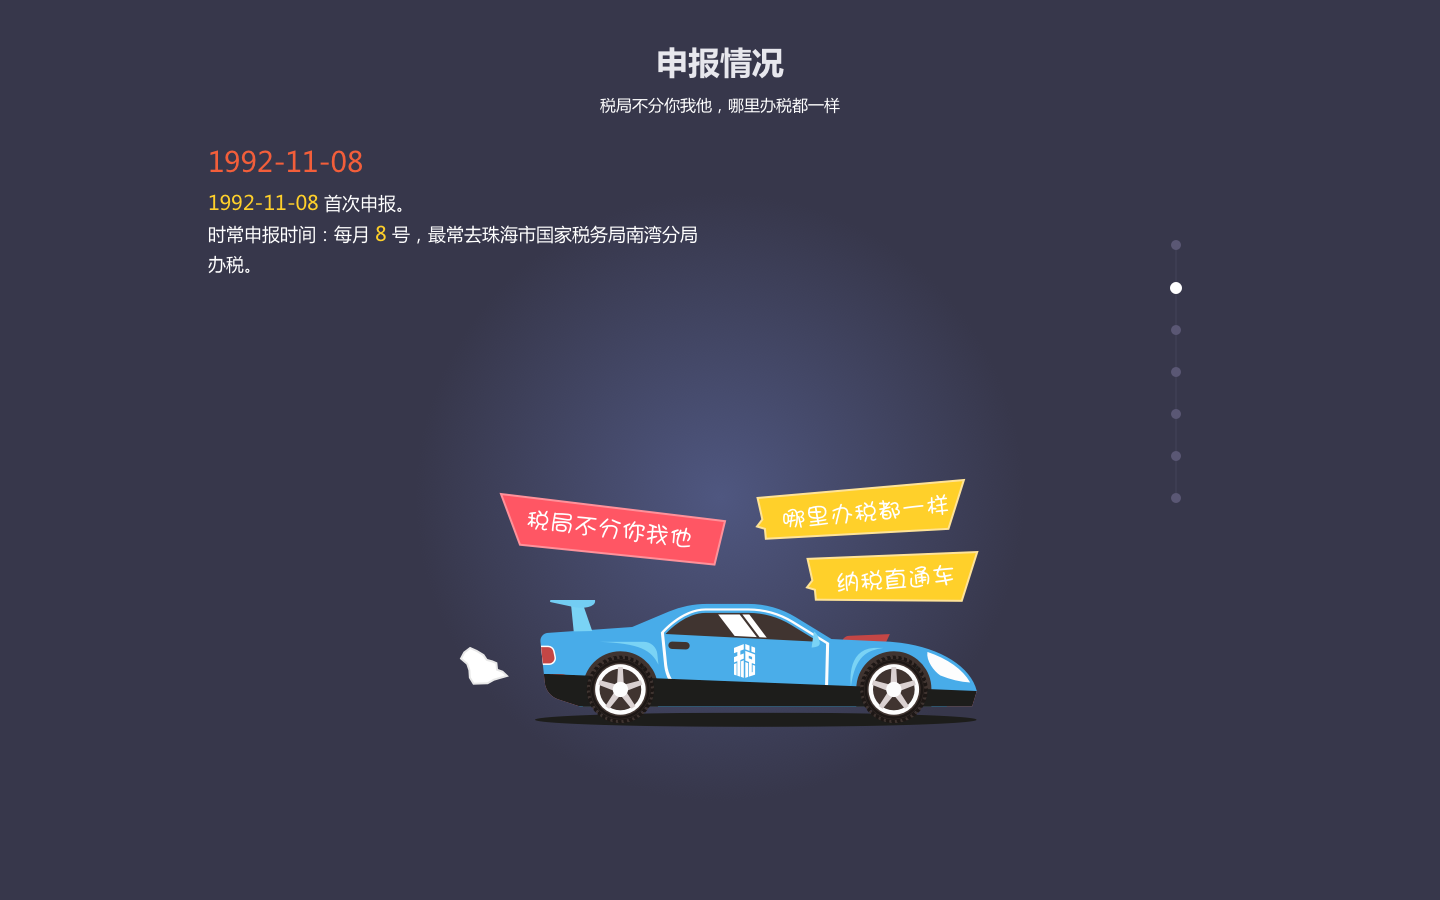 申报情况
税局不分你我他，哪里办税都一样
1992-11-08
1992-11-08 首次申报。
时常申报时间：每月 8 号，最常去珠海市国家税务局南湾分局
办税。
税局不分你我他
哪里办税都一样
纳税直通车
税